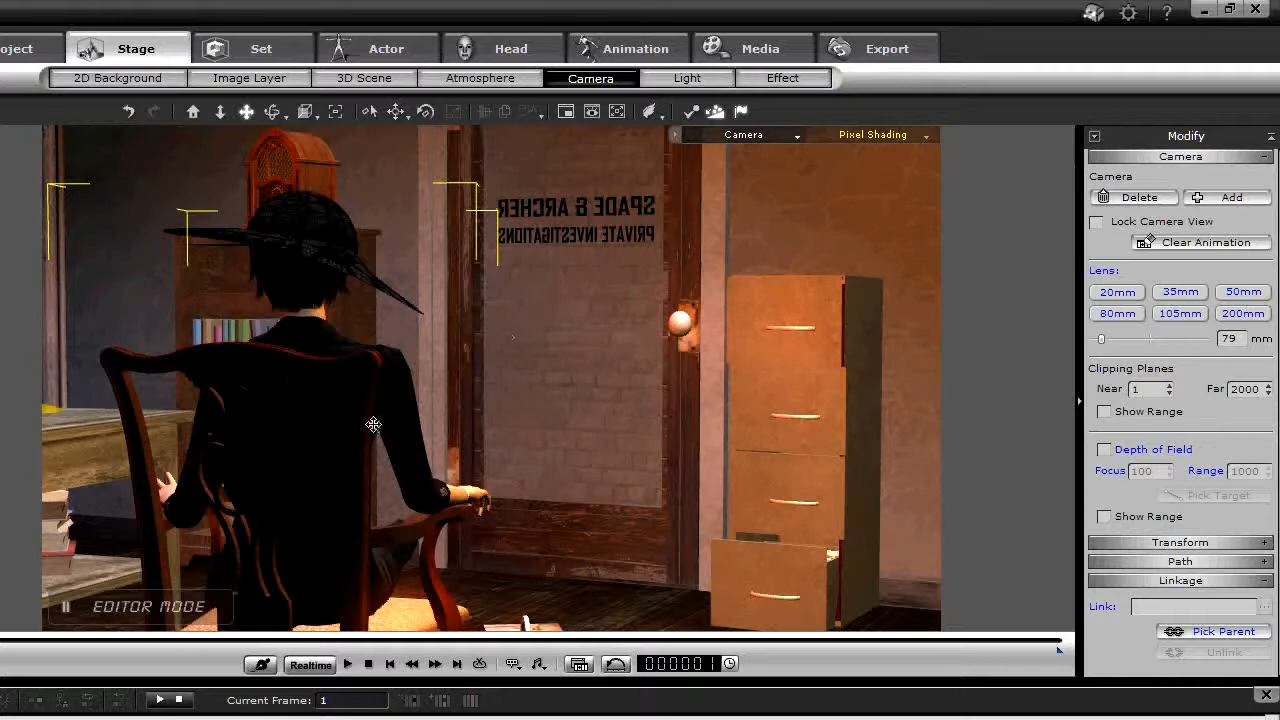 oject
Stage
Set
Actor
Head
Animation
Media
Export
2D Background
Image Layer
3D Scene
Atmosphere
Camera
Light
Effect
Camera
Pixel Shading
Modify
Camera
Camera
Delete
Add
Lock Camera View
Clear Animation
Lens:
20mm
35mm
50mm
80mm
105mm
200mm
79 mm
Clipping Planes
Near 1
Far 2000
Show Range
Depth of Field
Focus 100
Range 1000
Pick Target
Show Range
Transform
Path
Linkage
Link:
Pick Parent
Unlink
SPADE & ARCHER
PRIVATE INVESTIGATIONS
EDITOR MODE
Realtime
000001
Current Frame: 1